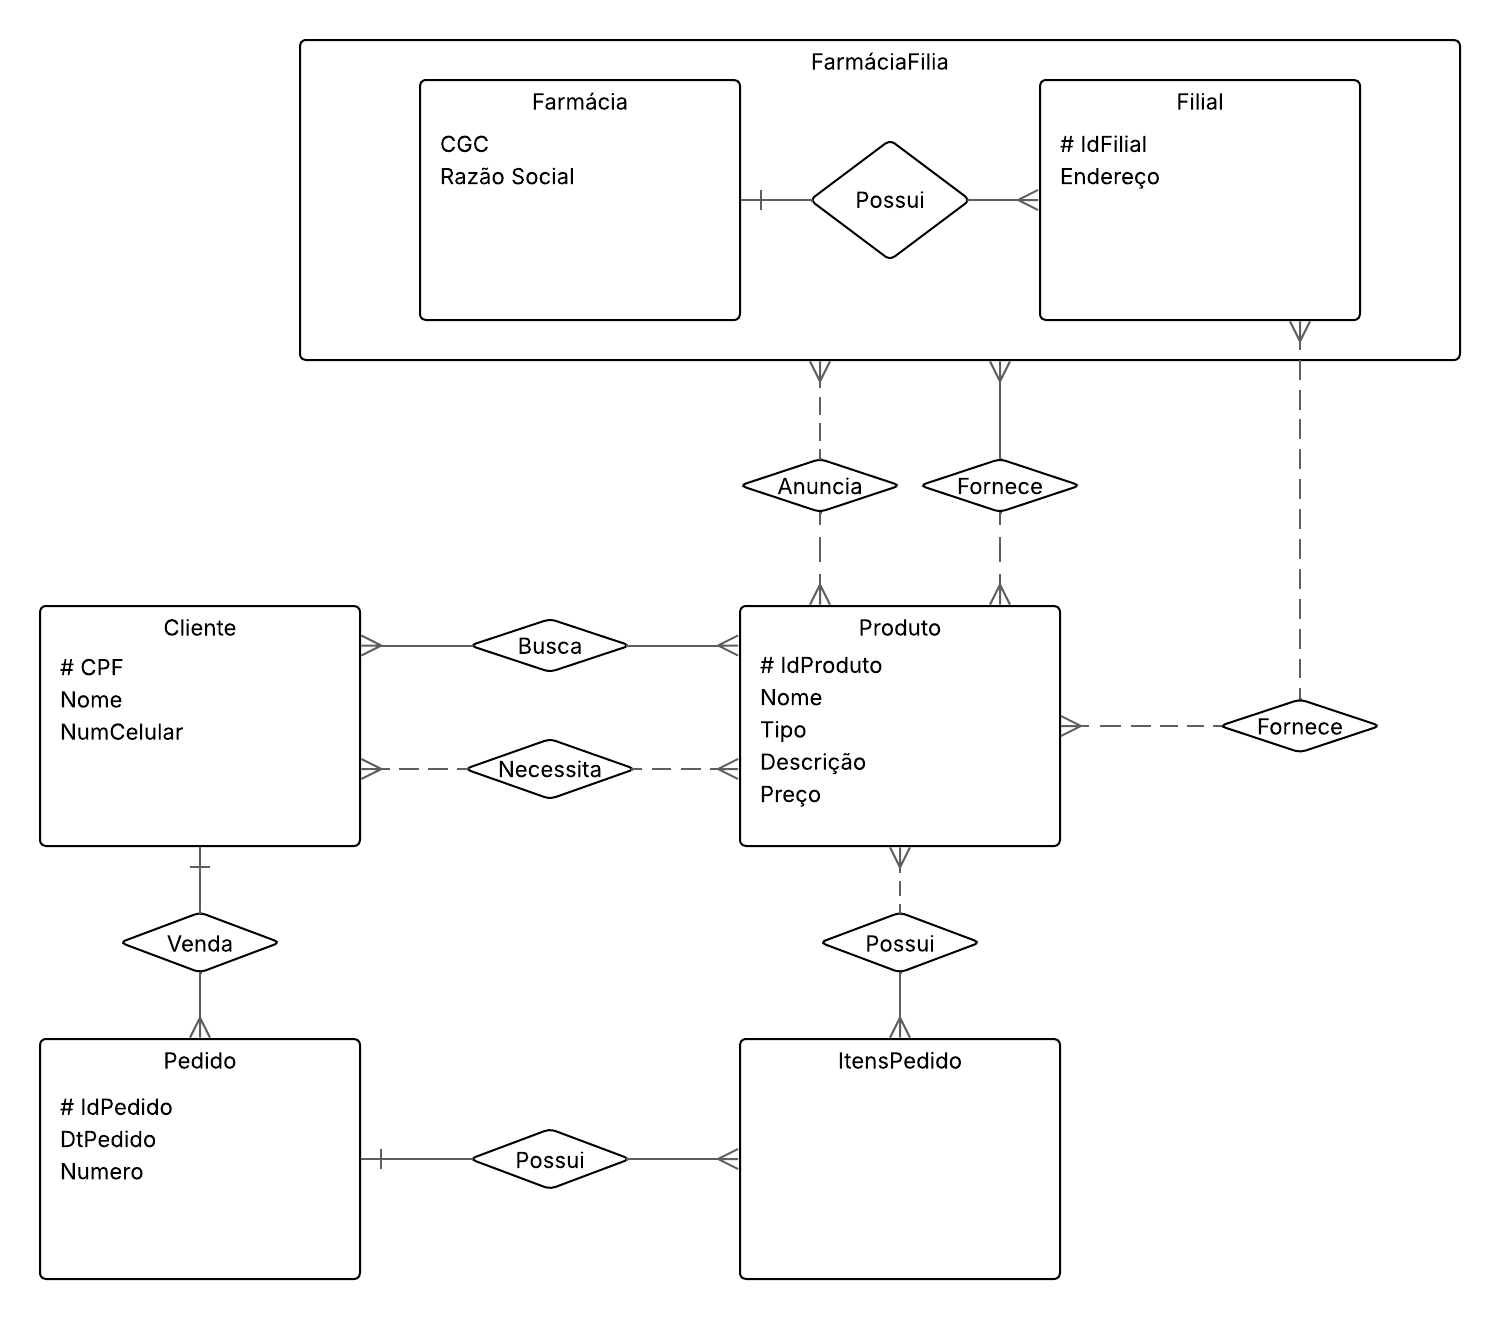 FarmáciaFilia
Farmácia
CGC
Razão Social
Possui
Filial
# IdFilial
Endereço
Anuncia
Fornece
Cliente
# CPF
Nome
NumCelular
Busca
Necessita
Produto
# IdProduto
Nome
Tipo
Descrição
Preço
Fornece
Venda
Possui
Pedido
# IdPedido
DtPedido
Numero
Possui
ItensPedido